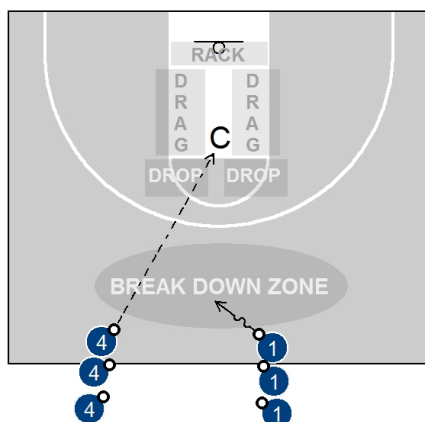 RACK
D D
R R
A A
G G
C
DROP DROP
BREAK DOWN ZONE
4 1
4 1
4 1